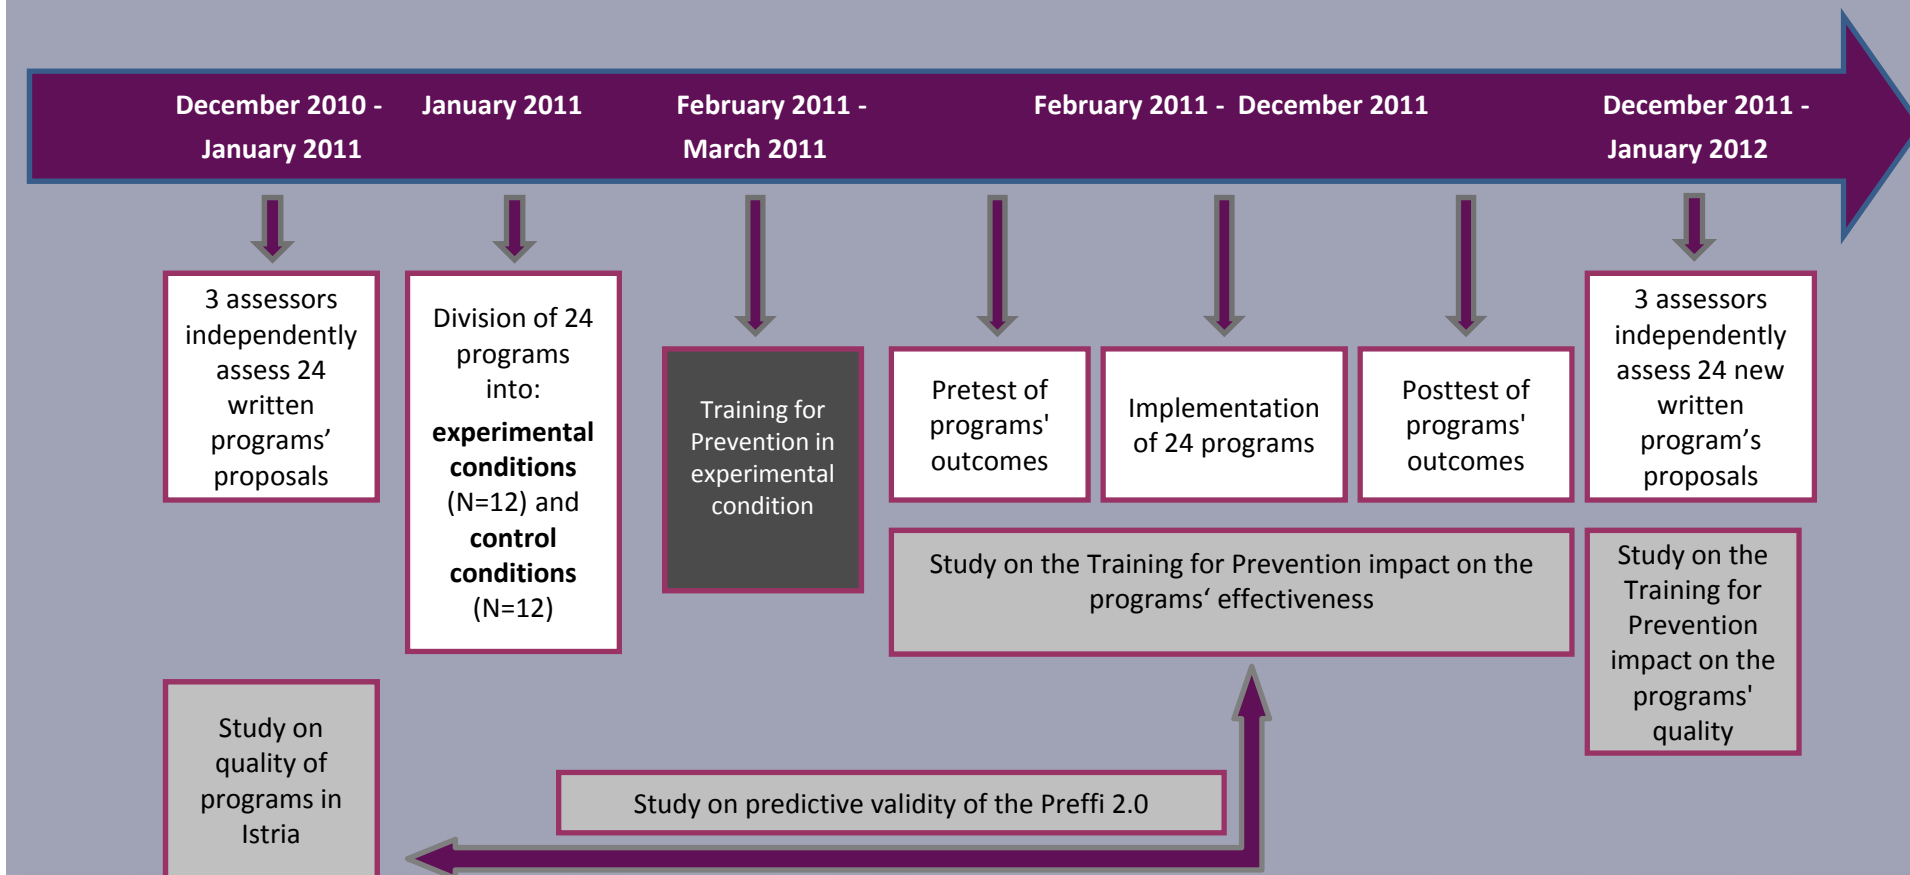 December 2010 -
January 2011
January 2011
February 2011 -
March 2011
February 2011 - December 2011
December 2011 -
January 2012
3 assessors
independently
assess 24
written
programs’
proposals
Division of 24
programs
into:
experimental
conditions
(N=12) and
control
conditions
(N=12)
Training for
Prevention in
experimental
condition
Pretest of
programs'
outcomes
Implementation
of 24 programs
Posttest of
programs'
outcomes
3 assessors
independently
assess 24 new
written
program’s
proposals
Study on the Training for Prevention impact on the
programs‘ effectiveness
Study on the
Training for
Prevention
impact on the
programs'
quality
Study on
quality of
programs in
Istria
Study on predictive validity of the Preffi 2.0